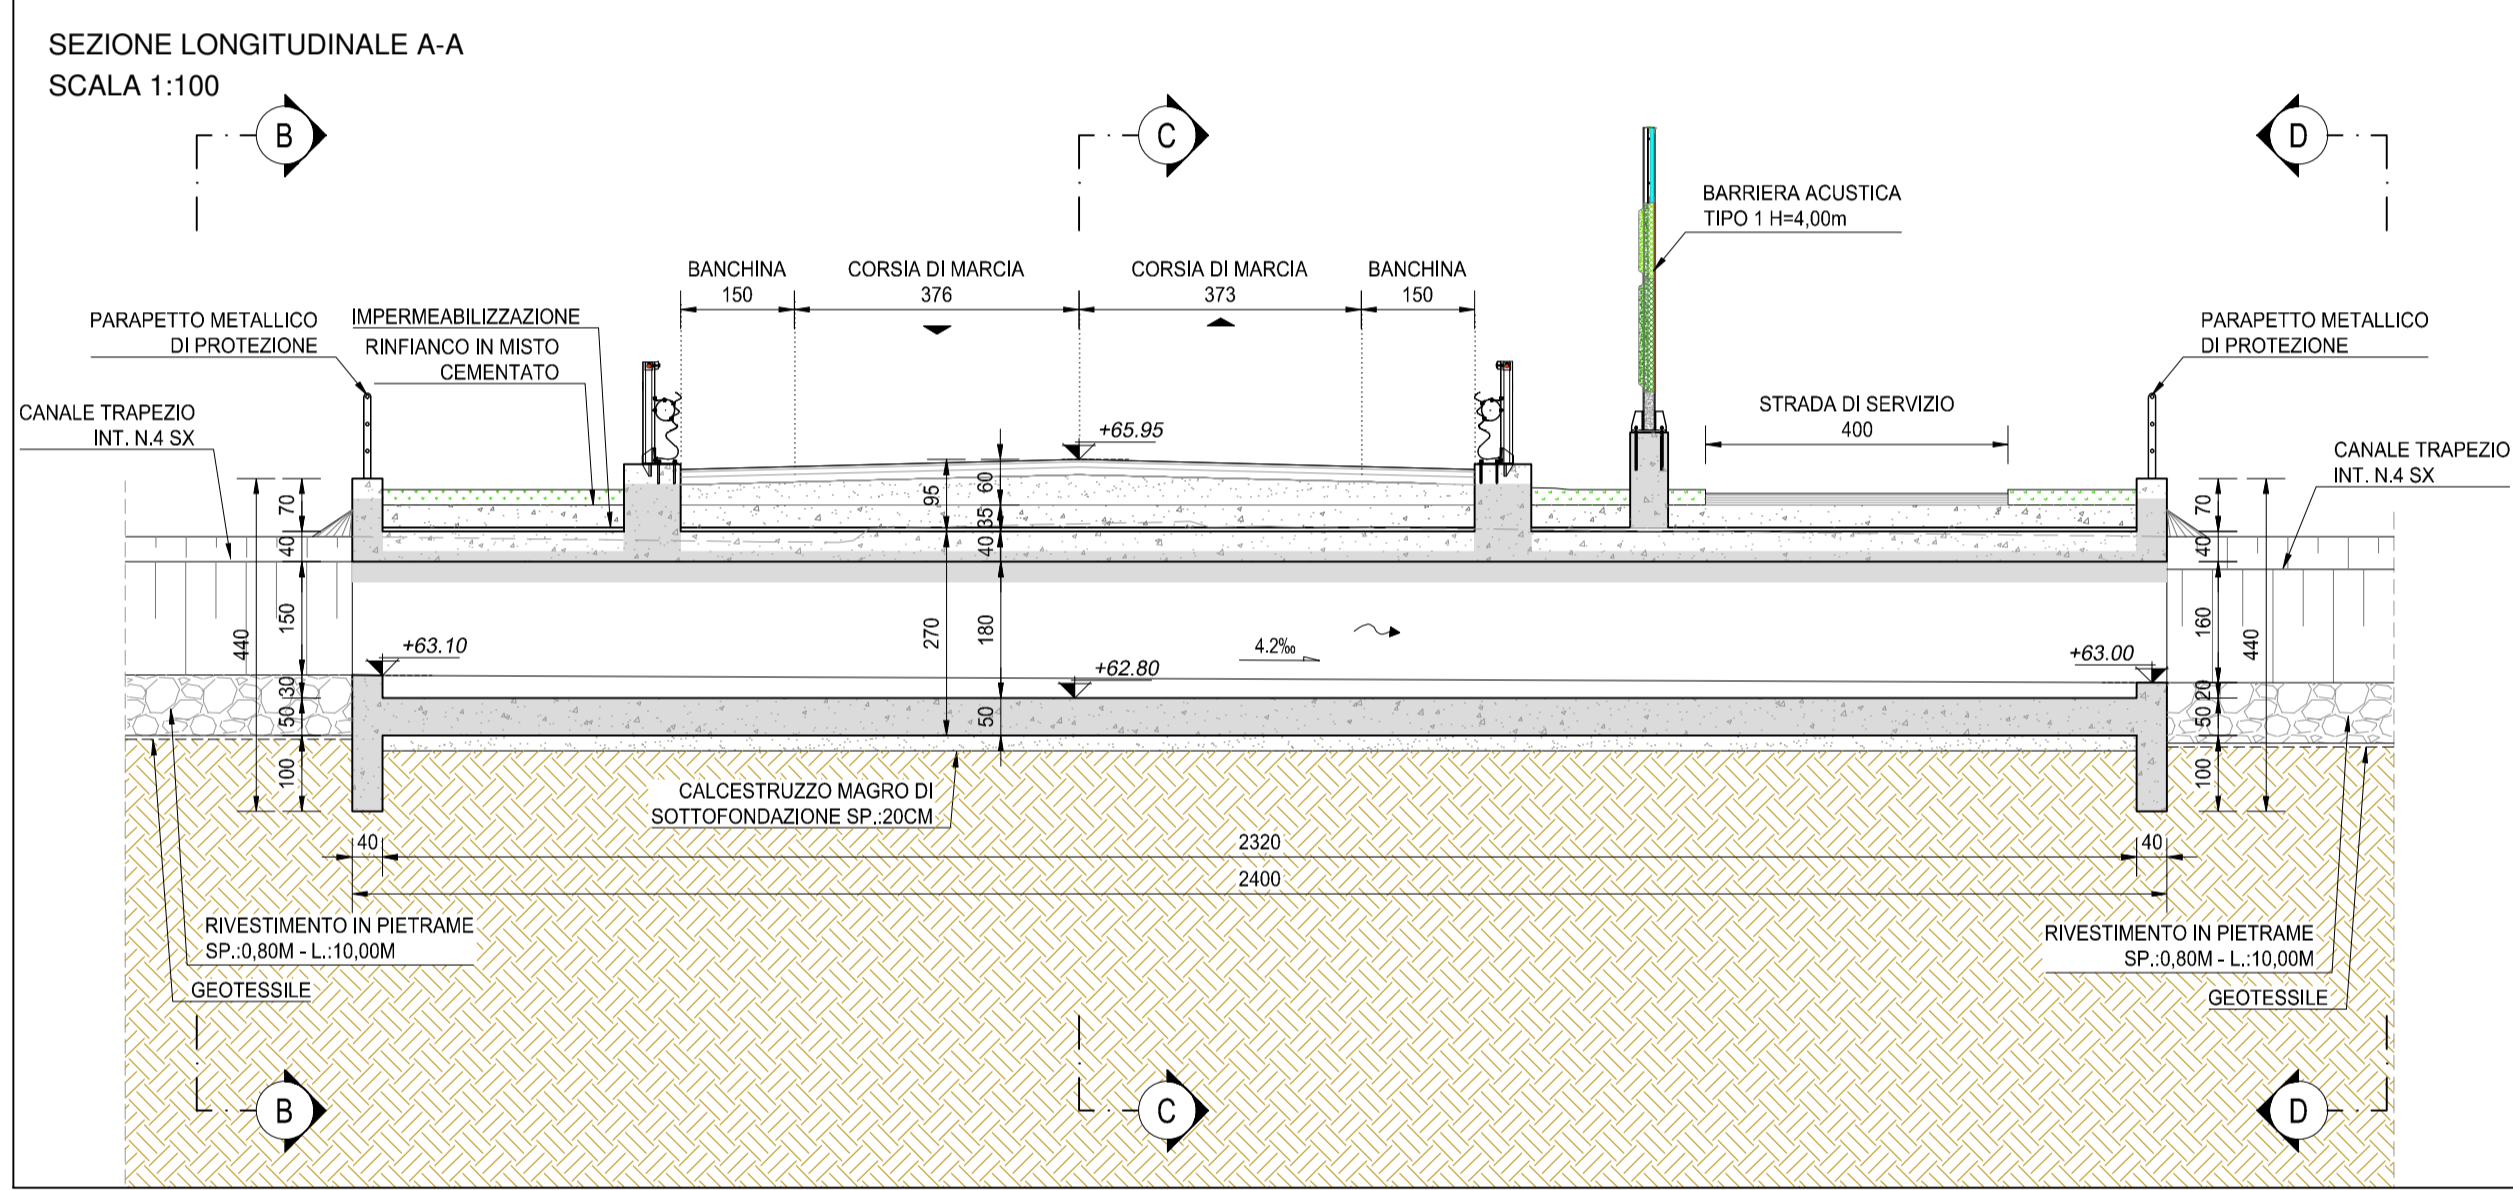 SEZIONE LONGITUDINALE A-A
SCALA 1:100
B
C
D
BARRIERA ACUSTICA
TIPO 1 H=4,00m
BANCHINA
150
CORSIA DI MARCIA
376
CORSIA DI MARCIA
373
BANCHINA
150
PARAPETTO METALLICO
DI PROTEZIONE
IMPERMEABILIZZAZIONE
RINFIANCO IN MISTO
CEMENTATO
PARAPETTO METALLICO
DI PROTEZIONE
CANALE TRAPEZIO
INT. N.4 SX
STRADA DI SERVIZIO
400
CANALE TRAPEZIO
INT. N.4 SX
+65.95
70
40
150
30
50
100
440
95
270
60
35
40
180
50
70
40
160
20
50
100
440
+63.10
4.2‰
+62.80
+63.00
CALCESTRUZZO MAGRO DI
SOTTOFONDAZIONE SP.:20CM
40
2320
40
2400
RIVESTIMENTO IN PIETRAME
SP.:0,80M - L.:10,00M
GEOTESSILE
RIVESTIMENTO IN PIETRAME
SP.:0,80M - L.:10,00M
GEOTESSILE
B
C
D